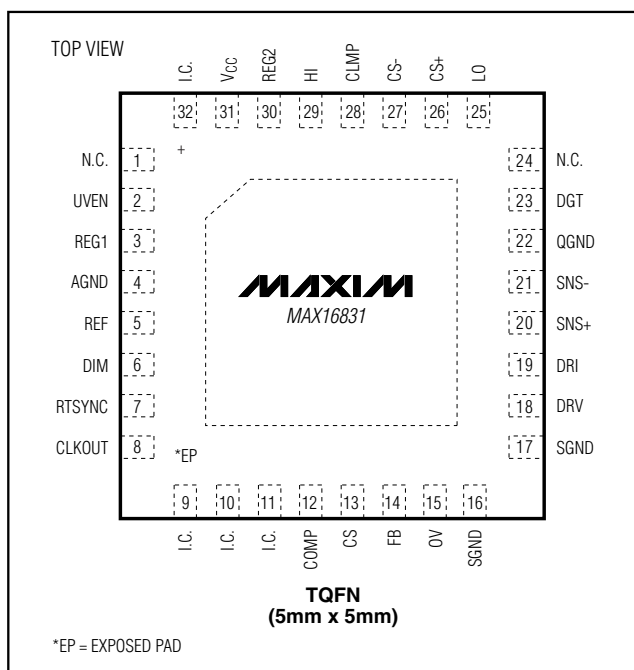 TOP VIEW
I.C. VCC REG2 HI CLMP CS- CS+ LO
32 31 30 29 28 27 26 25
+
N.C. 1 24 N.C.
UVEN 2 23 DGT
REG1 3 22 QGND
AGND 4 21 SNS-
REF 5 20 SNS+
DIM 6 19 DRI
RTSYNC 7 18 DRV
CLKOUT 8 17 SGND
MAXIM
MAX16831
*EP
9 10 11 12 13 14 15 16
I.C. I.C. I.C. COMP CS FB OV SGND
TQFN
(5mm x 5mm)
*EP = EXPOSED PAD